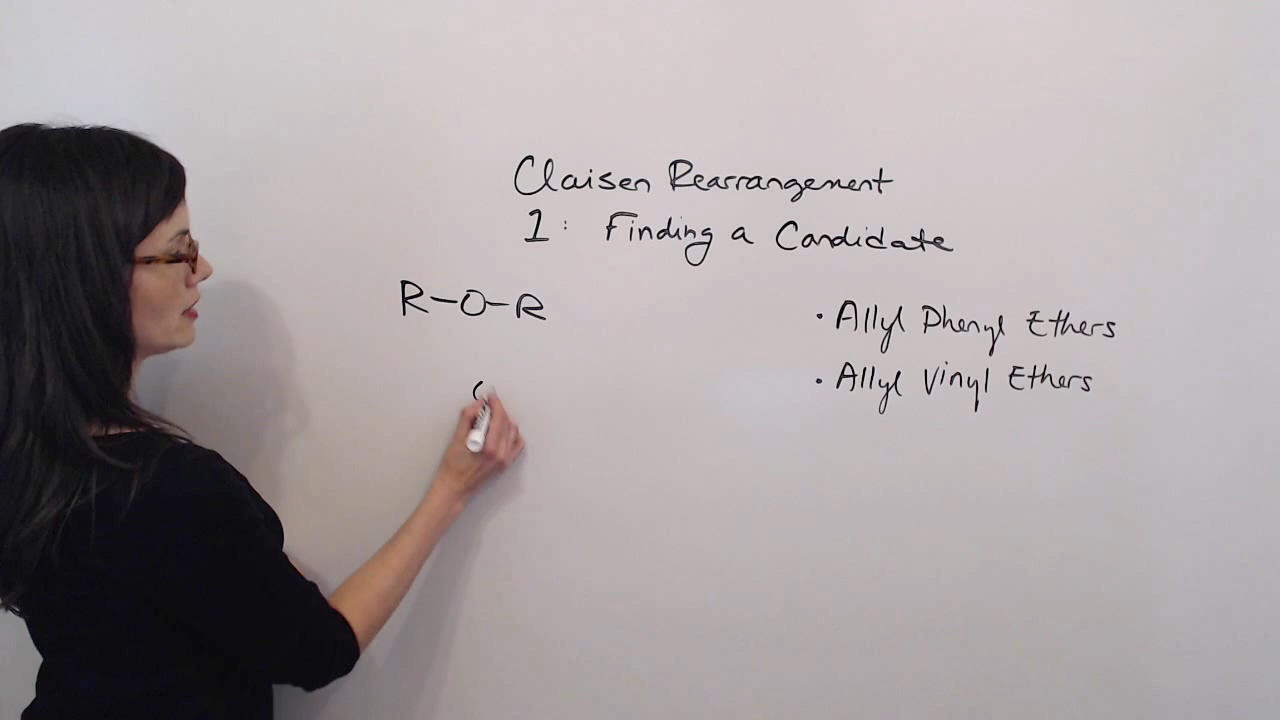 Claisen Rearrangement
1: Finding a Candidate
R-O-R
• Allyl Phenyl Ethers
• Allyl Vinyl Ethers